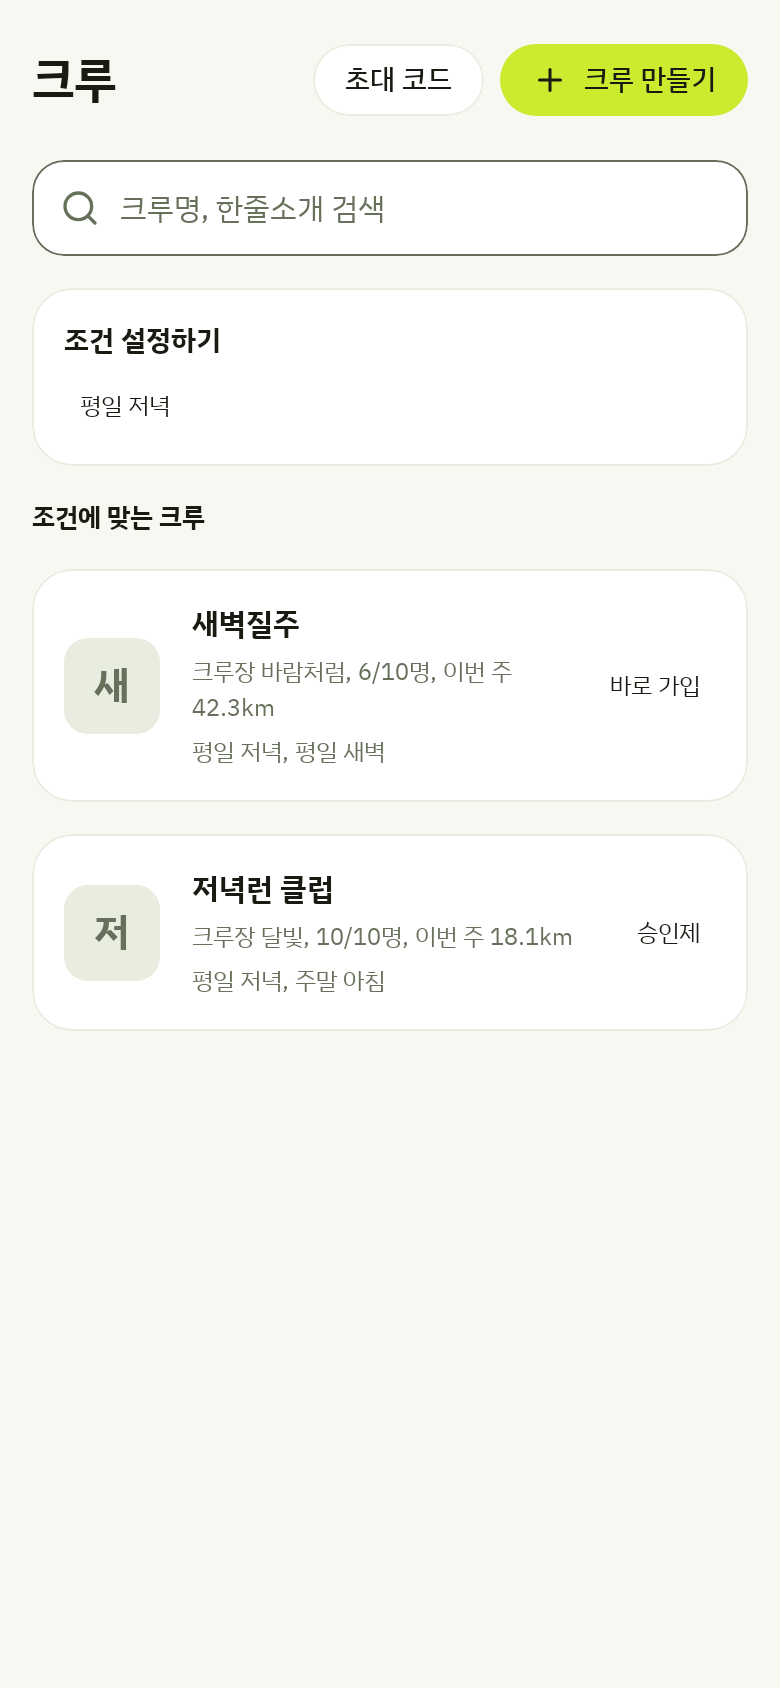 크루
초대 코드
크루 만들기
크루명, 한줄소개 검색
조건 설정하기
평일 저녁
조건에 맞는 크루
새
새벽질주
크루장 바람처럼, 6/10명, 이번 주
42.3km
평일 저녁, 평일 새벽
바로 가입
저
저녁런 클럽
크루장 달빛, 10/10명, 이번 주 18.1km
평일 저녁, 주말 아침
승인제